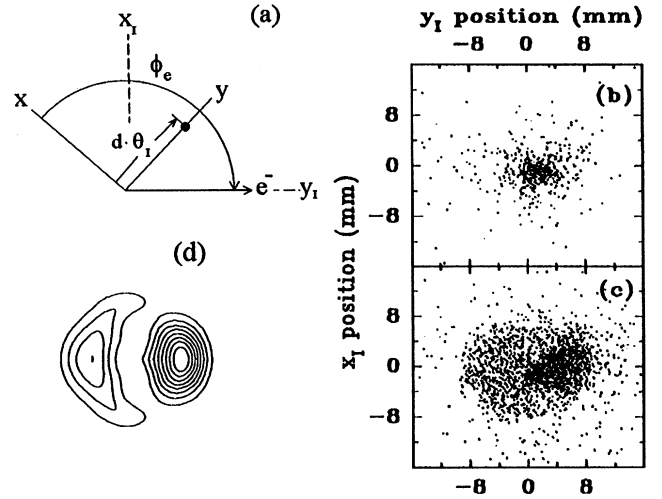 (a)
x_I
ϕ_e
x
y
d·θ_I
e⁻
y_I
(d)
y_I position (mm)
−8 0 8
(b)
8
0
−8
x_I position (mm)
(c)
8
0
−8
−8 0 8